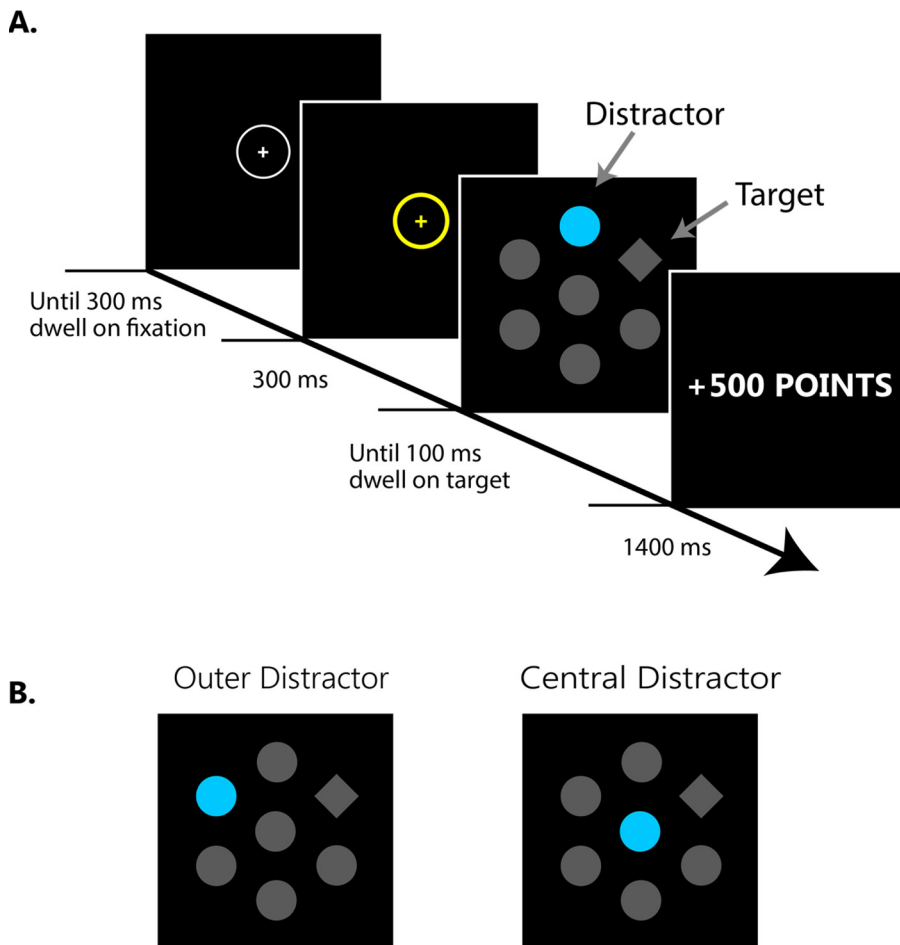 A.
Distractor
Target
Until 300 ms
dwell on fixation
300 ms
Until 100 ms
dwell on target
+500 POINTS
1400 ms
B.
Outer Distractor
Central Distractor